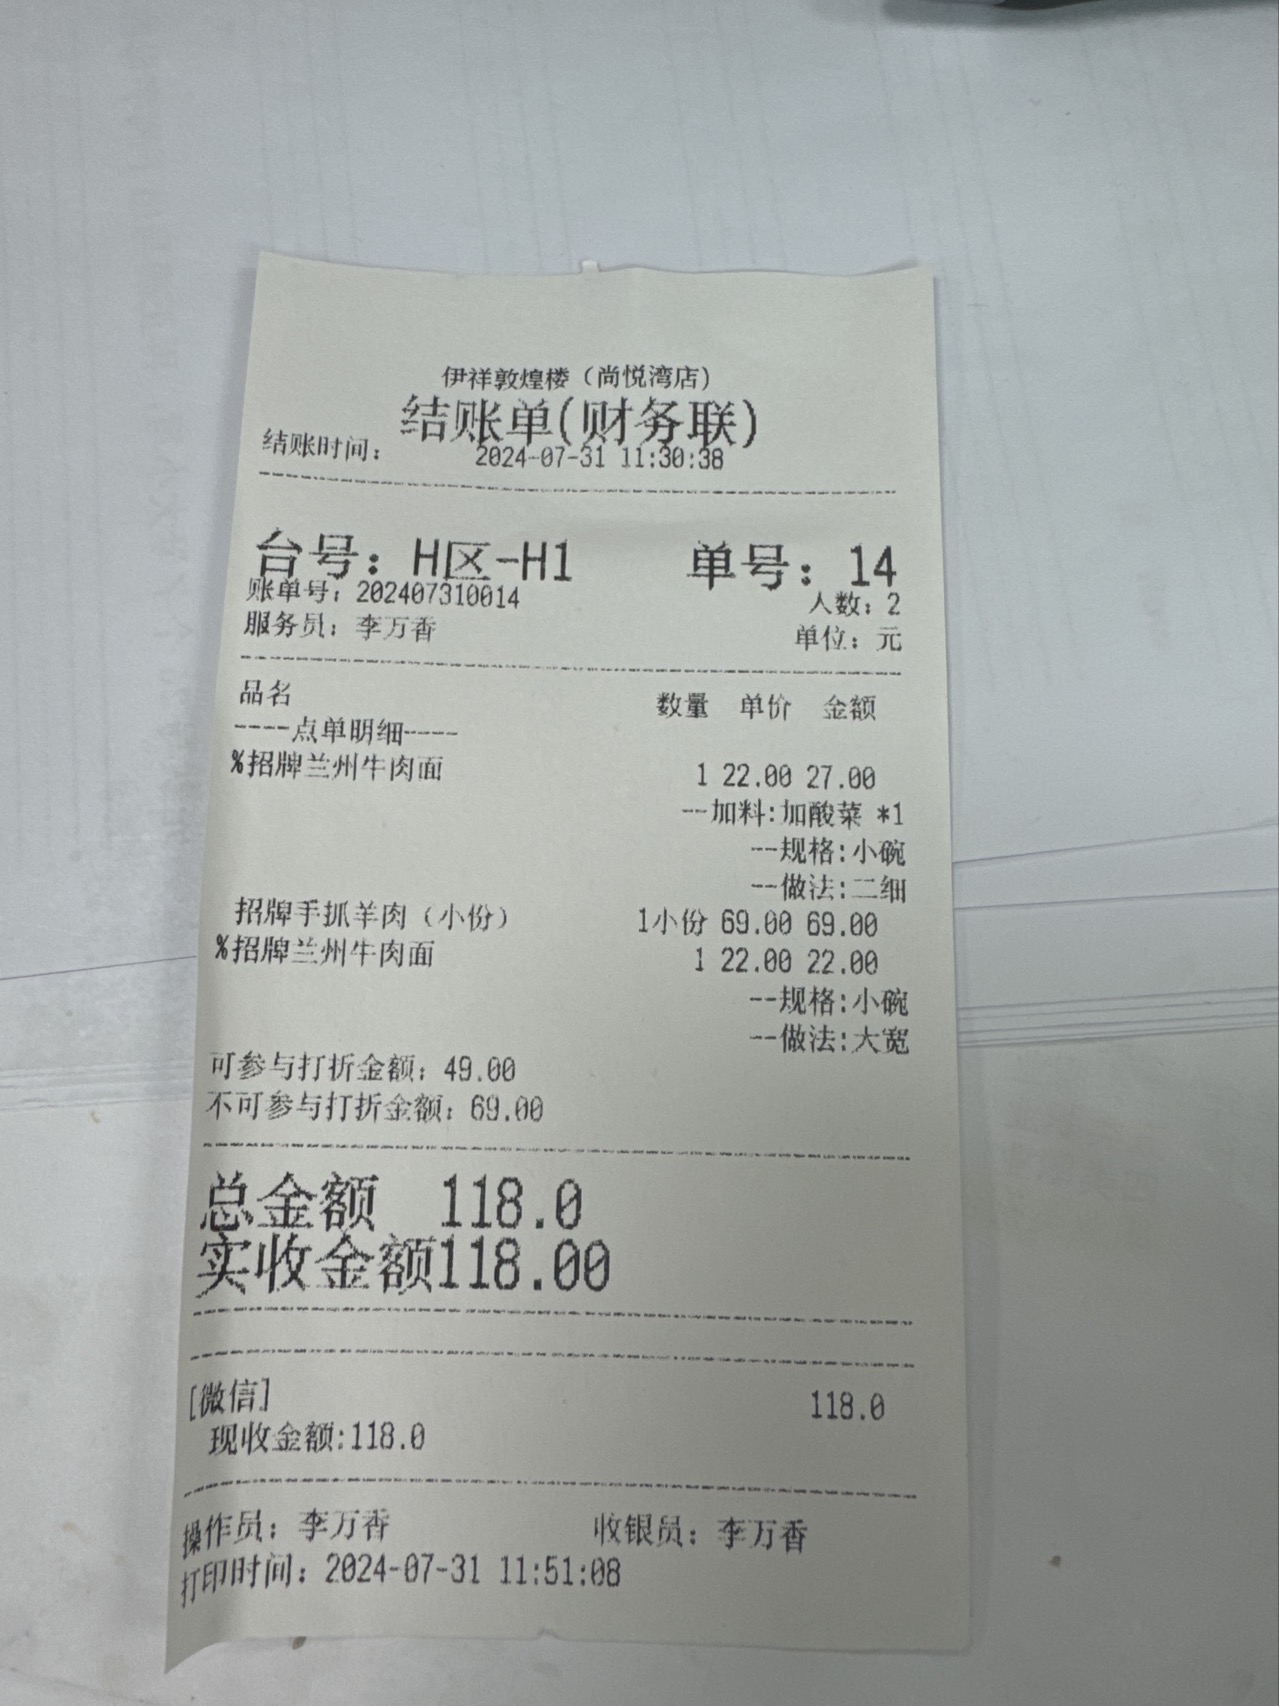 伊祥敦煌楼（尚悦湾店）
结账单(财务联)
结账时间： 2024-07-31 11:30:38
台号：H区-H1 单号：14
账单号：202407310014 人数：2
服务员：李万香 单位：元
品名 数量 单价 金额
----点单明细----
%招牌兰州牛肉面 1 22.00 27.00
--加料:加酸菜 *1
--规格:小碗
--做法:二细
招牌手抓羊肉（小份） 1小份 69.00 69.00
%招牌兰州牛肉面 1 22.00 22.00
--规格:小碗
--做法:大宽
可参与打折金额：49.00
不可参与打折金额：69.00
总金额 118.0
实收金额118.00
[微信] 118.0
现收金额:118.0
操作员：李万香 收银员：李万香
打印时间：2024-07-31 11:51:08